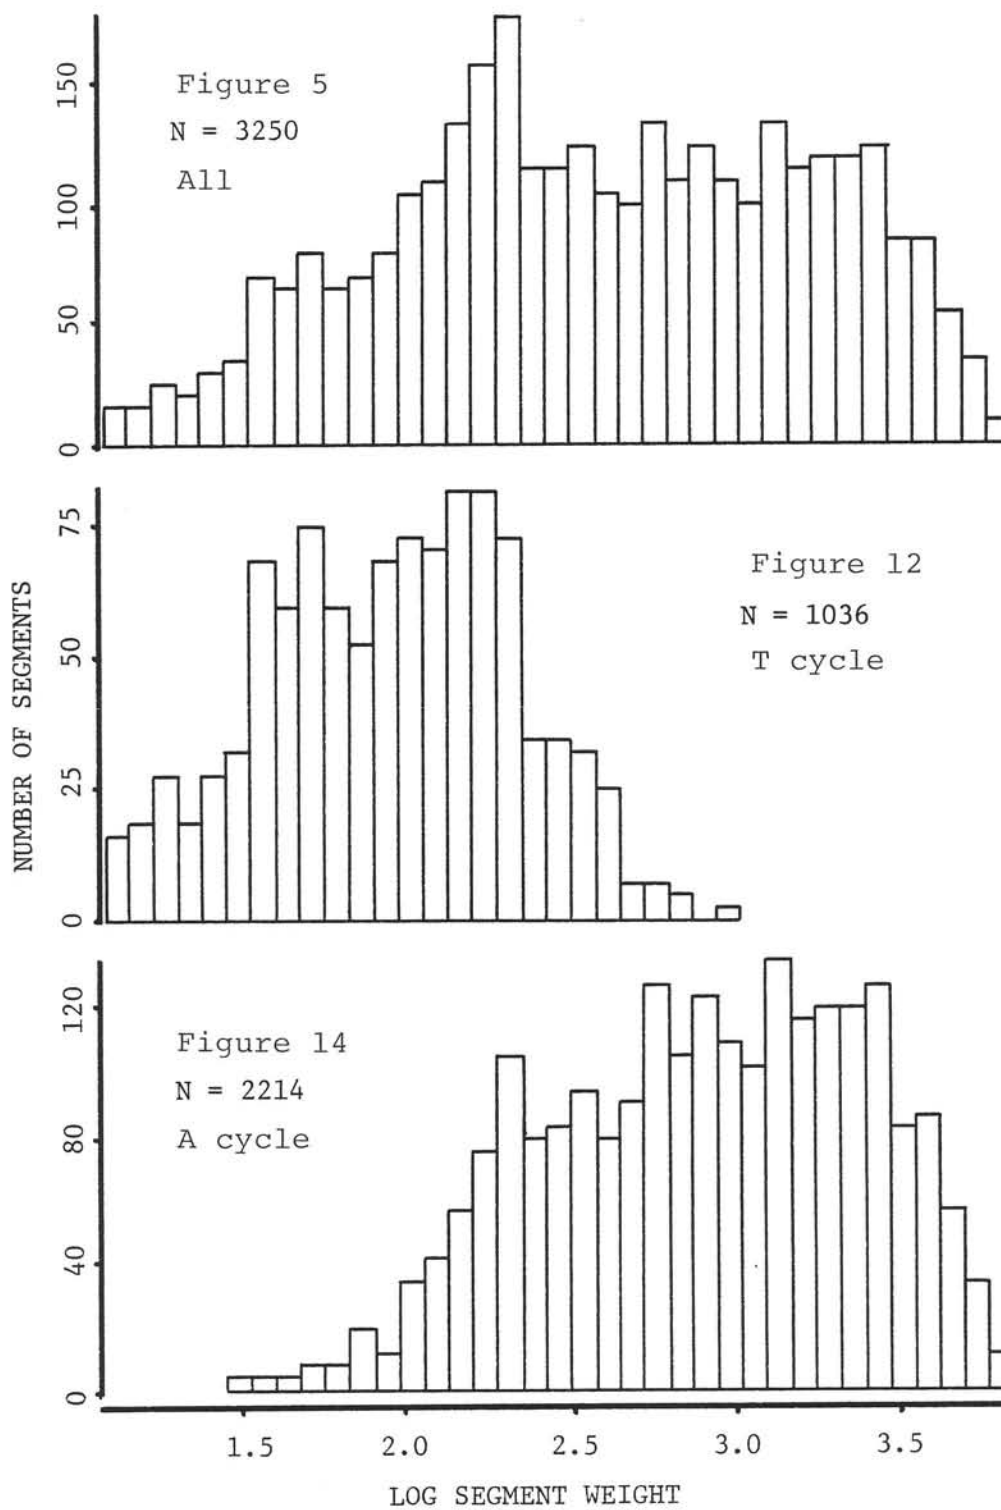 150
100
50
0
Figure 5
N = 3250
All
75
50
25
0
Figure 12
N = 1036
T cycle
NUMBER OF SEGMENTS
120
80
40
0
Figure 14
N = 2214
A cycle
1.5 2.0 2.5 3.0 3.5
LOG SEGMENT WEIGHT